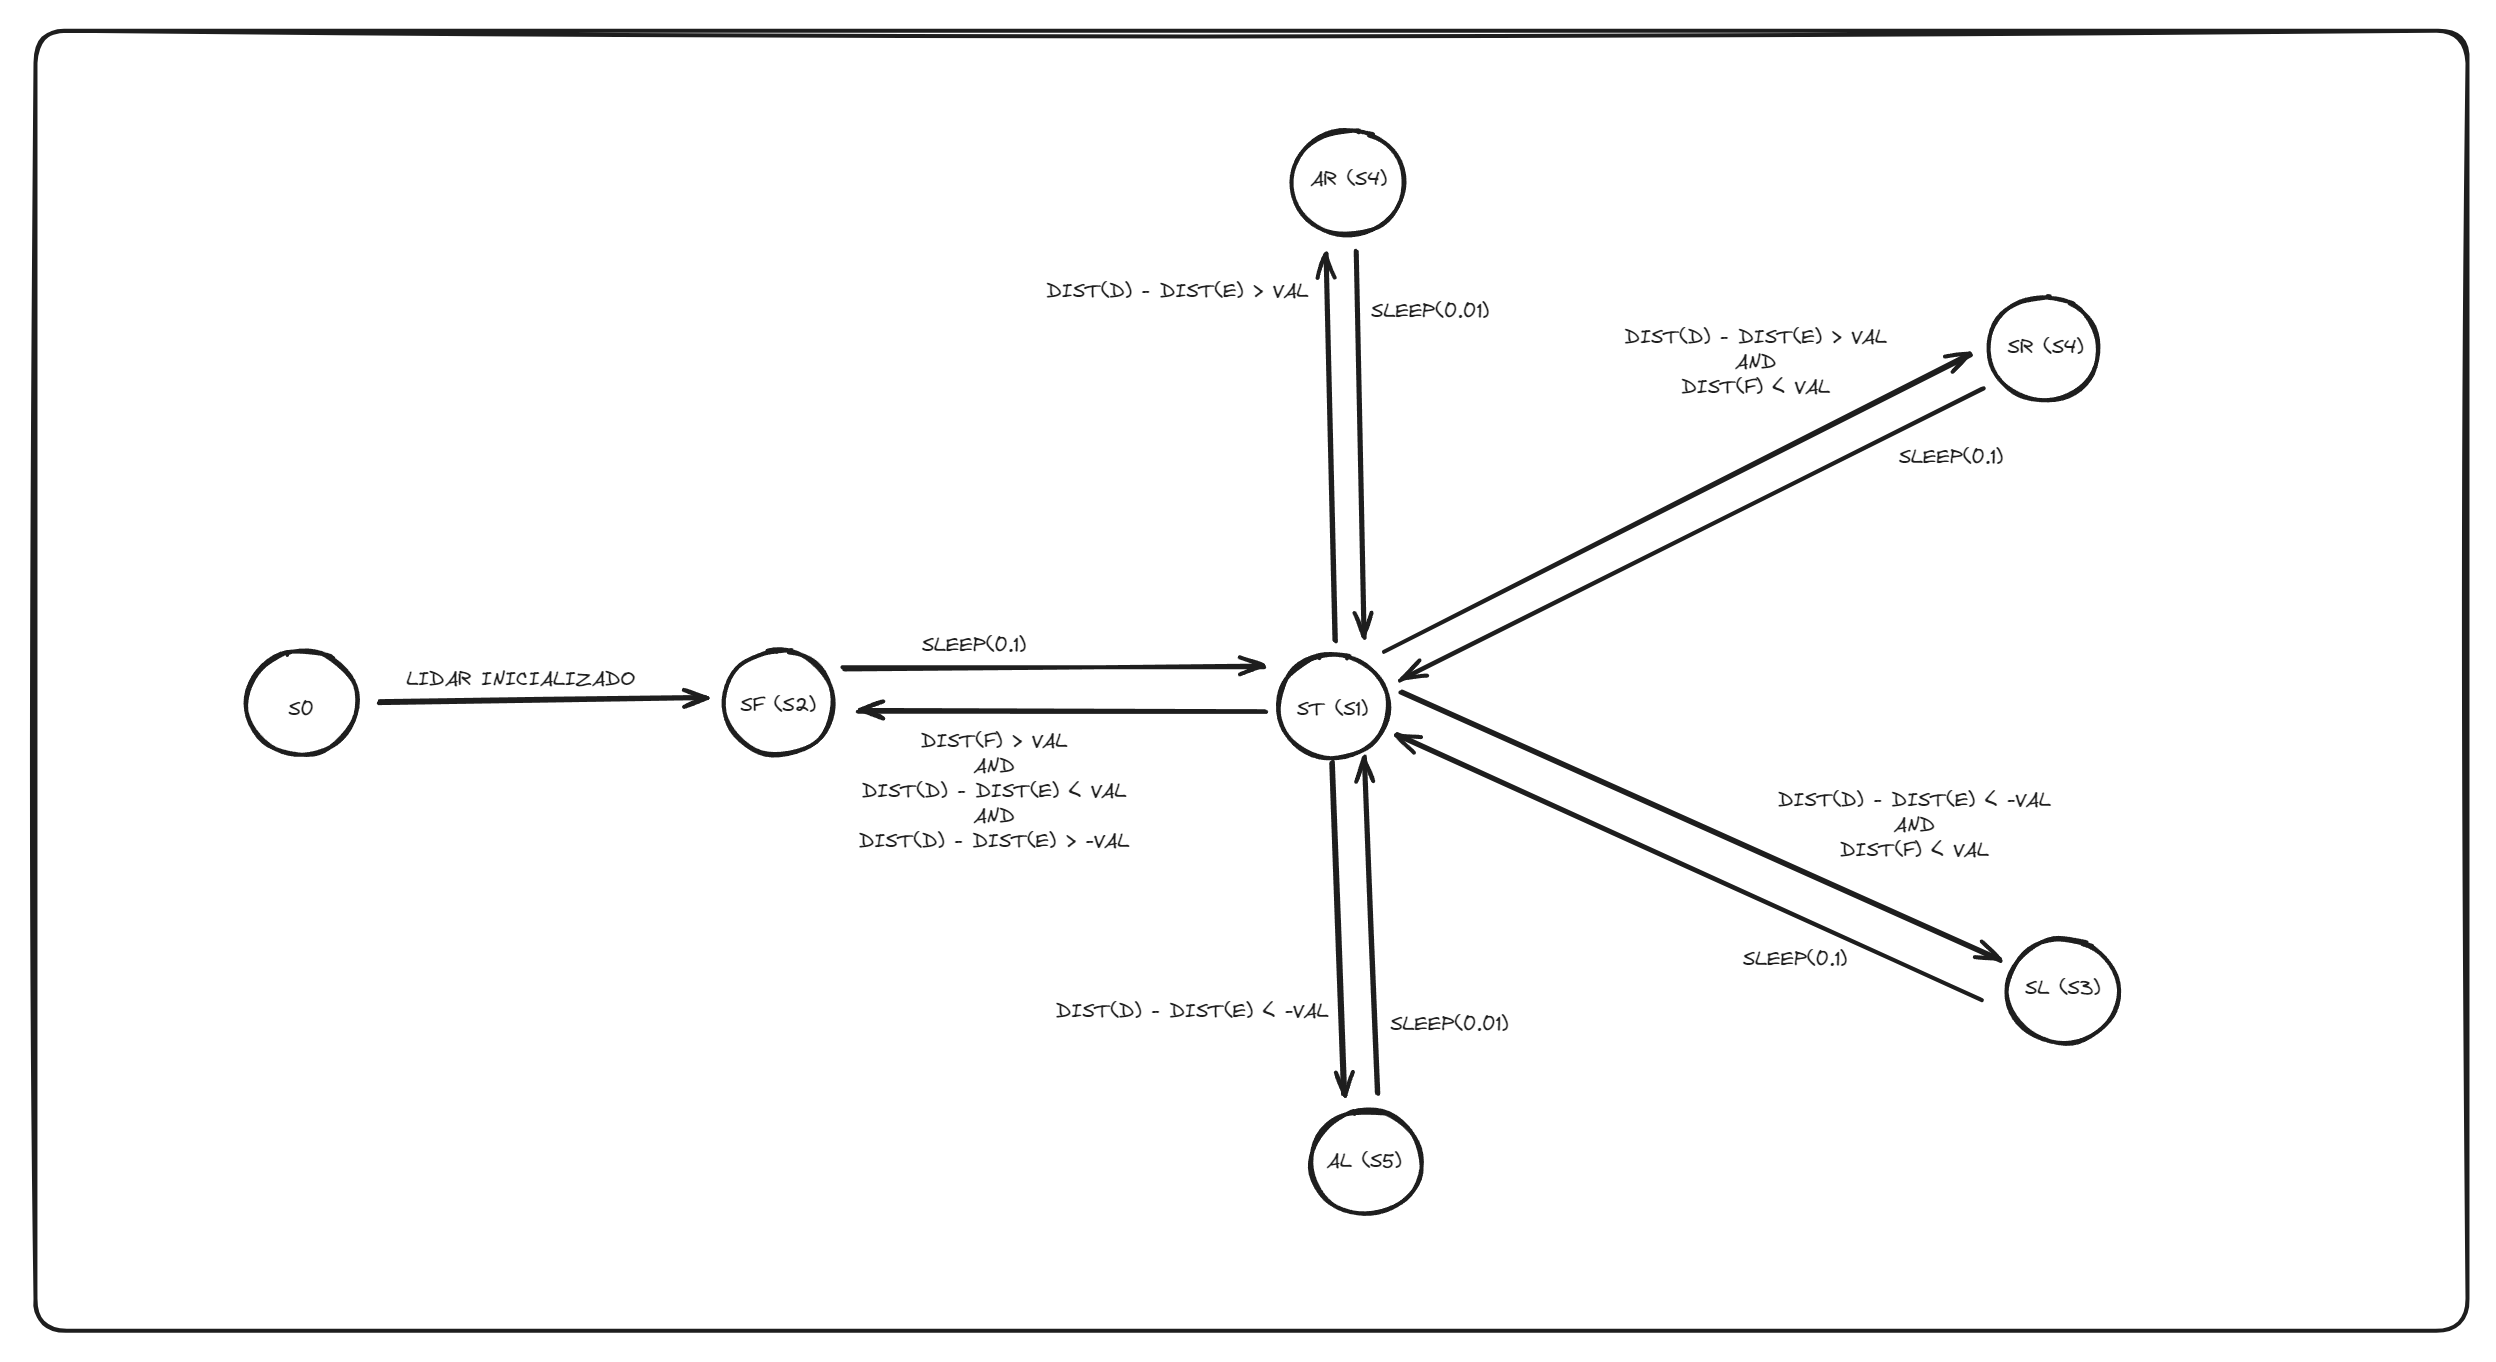 AR (S4)
DIST(D) - DIST(E) > VAL
SLEEP(0.01)
DIST(D) - DIST(E) > VAL
AND
DIST(F) < VAL
SR (S4)
SLEEP(0.1)
S0
LIDAR INICIALIZADO
SF (S2)
SLEEP(0.1)
ST (S1)
DIST(F) > VAL
AND
DIST(D) - DIST(E) < VAL
AND
DIST(D) - DIST(E) > -VAL
DIST(D) - DIST(E) < -VAL
AND
DIST(F) < VAL
SLEEP(0.1)
SL (S3)
DIST(D) - DIST(E) < -VAL
SLEEP(0.01)
AL (S5)